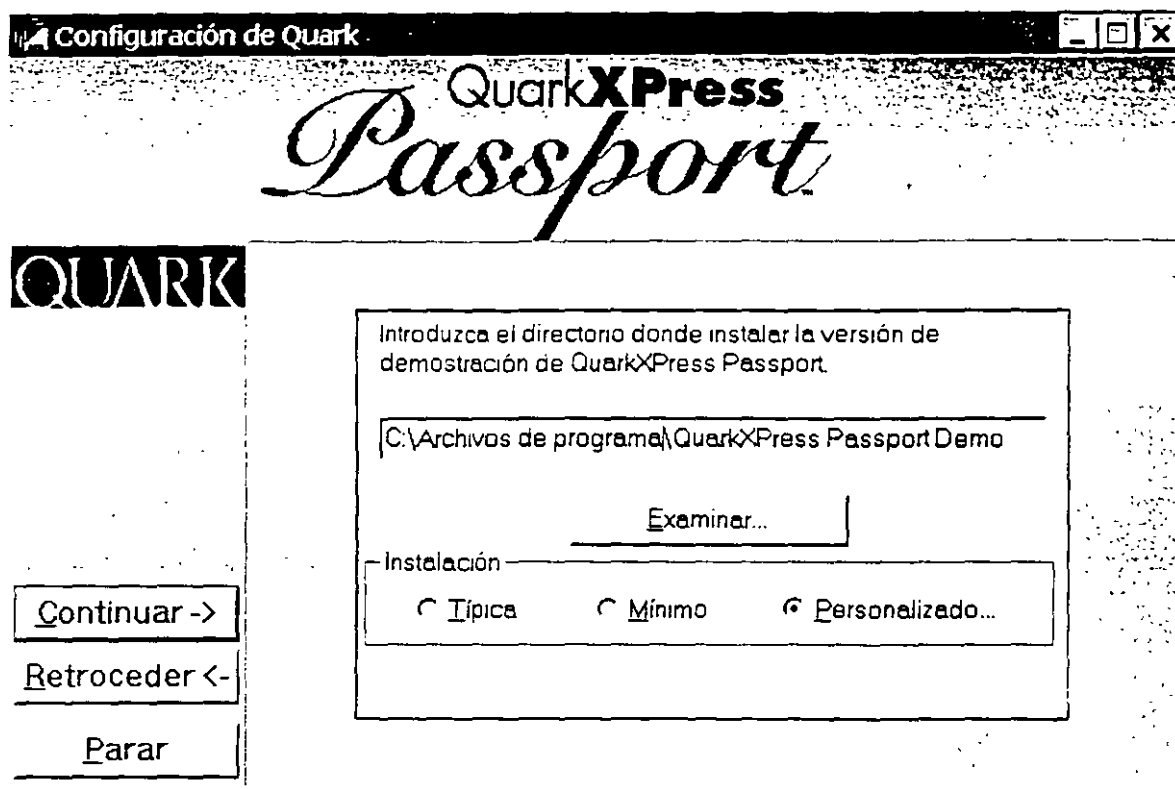 Configuración de Quark
QuarkXPress
Passport™
QUARK
Introduzca el directorio donde instalar la versión de
demostración de QuarkXPress Passport.
C:\Archivos de programa\QuarkXPress Passport Demo
Examinar...
Instalación
Típica
Mínimo
Personalizado...
Continuar ->
Retroceder <-
Parar